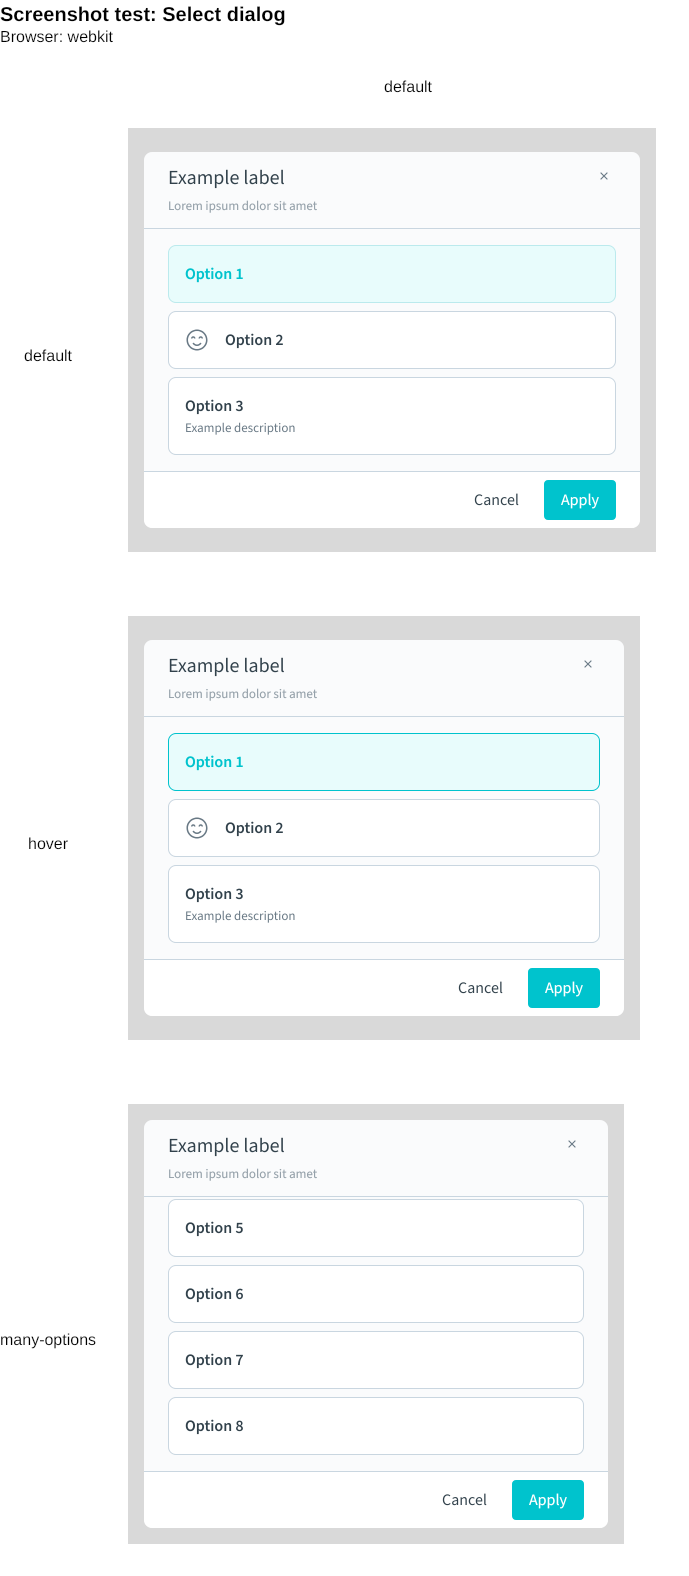 Screenshot test: Select dialog
Browser: webkit
default
default
Example label
×
Lorem ipsum dolor sit amet
Option 1
Option 2
Option 3
Example description
Cancel Apply
hover
Example label
×
Lorem ipsum dolor sit amet
Option 1
Option 2
Option 3
Example description
Cancel Apply
many-options
Example label
×
Lorem ipsum dolor sit amet
Option 5
Option 6
Option 7
Option 8
Cancel Apply